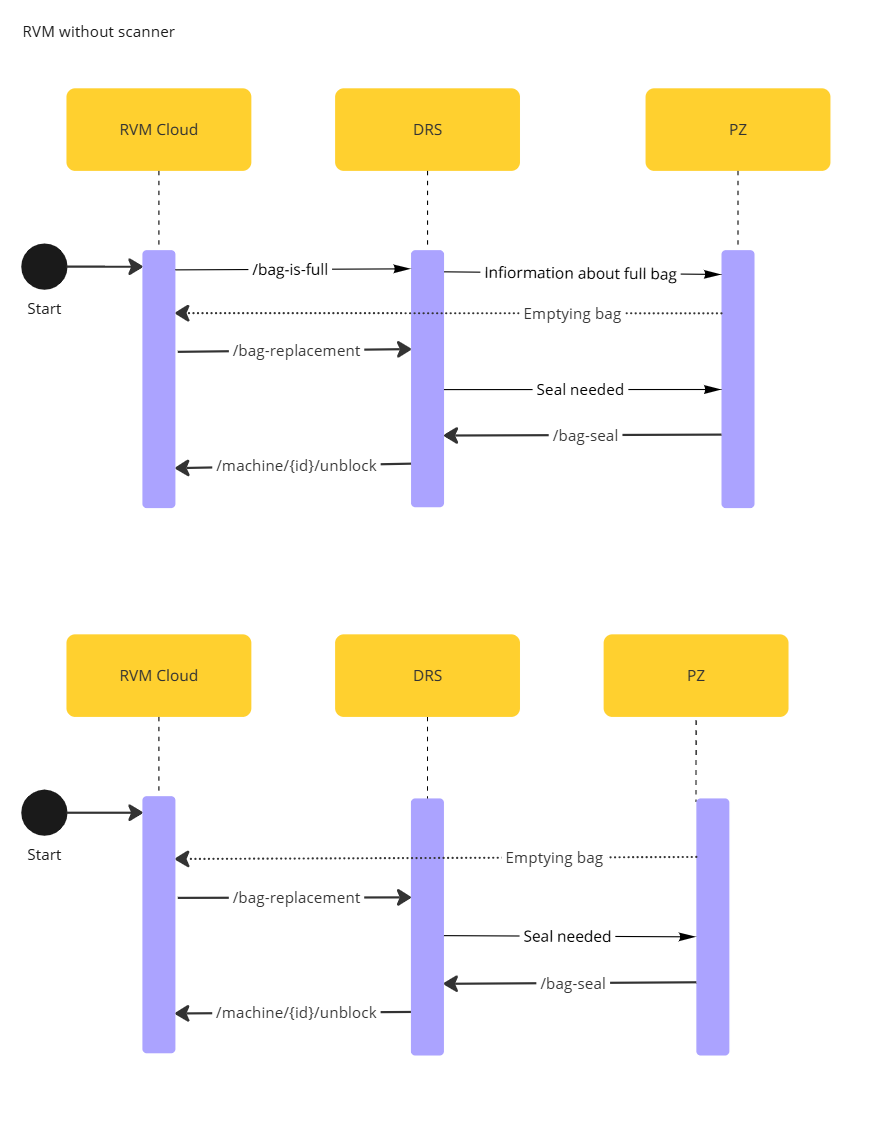 RVM without scanner
RVM Cloud
DRS
PZ
Start
/bag-is-full
Infiormation about full bag
Emptying bag
/bag-replacement
Seal needed
/bag-seal
/machine/{id}/unblock
RVM Cloud
DRS
PZ
Start
Emptying bag
/bag-replacement
Seal needed
/bag-seal
/machine/{id}/unblock